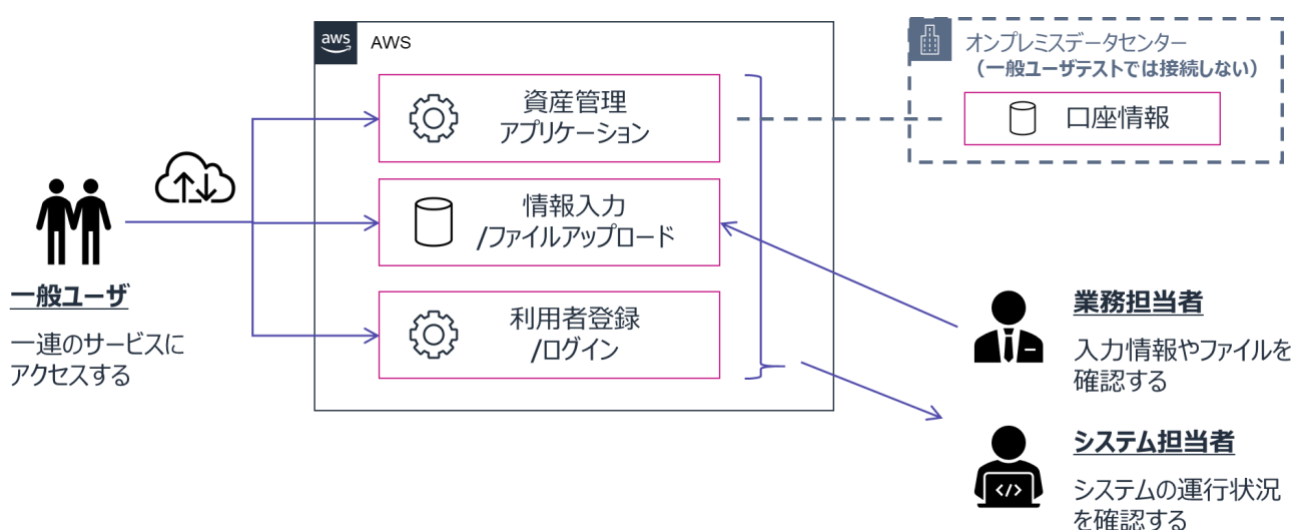 aws
AWS
資産管理
アプリケーション
情報入力
/ファイルアップロード
利用者登録
/ログイン
オンプレミスデータセンター
（一般ユーザテストでは接続しない）
口座情報
一般ユーザ
一連のサービスに
アクセスする
業務担当者
入力情報やファイルを
確認する
システム担当者
システムの運行状況
を確認する
</>